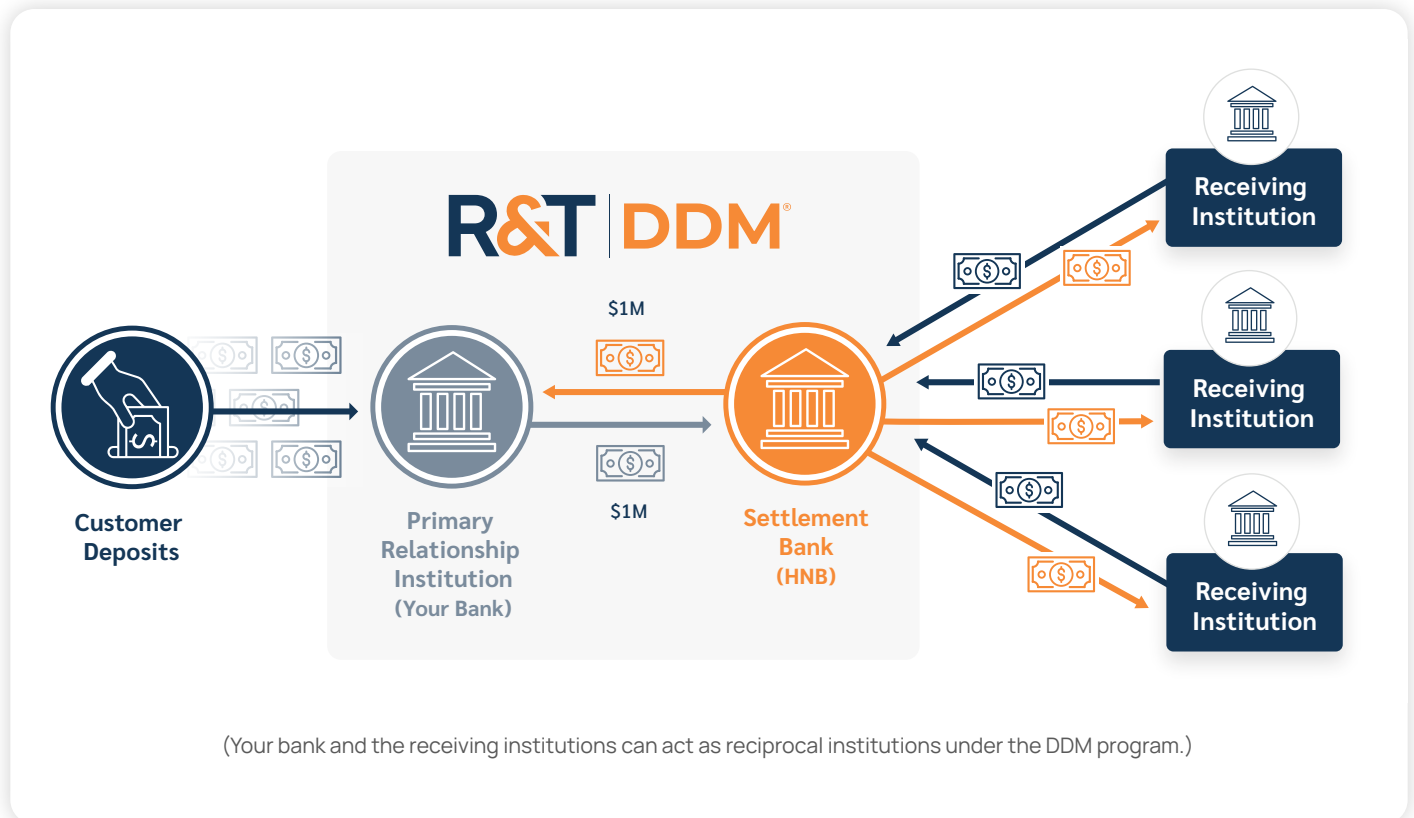 R&T | DDM®
$1M
$1M
Customer
Deposits
Primary
Relationship
Institution
(Your Bank)
Settlement
Bank
(HNB)
Receiving
Institution
Receiving
Institution
Receiving
Institution
(Your bank and the receiving institutions can act as reciprocal institutions under the DDM program.)